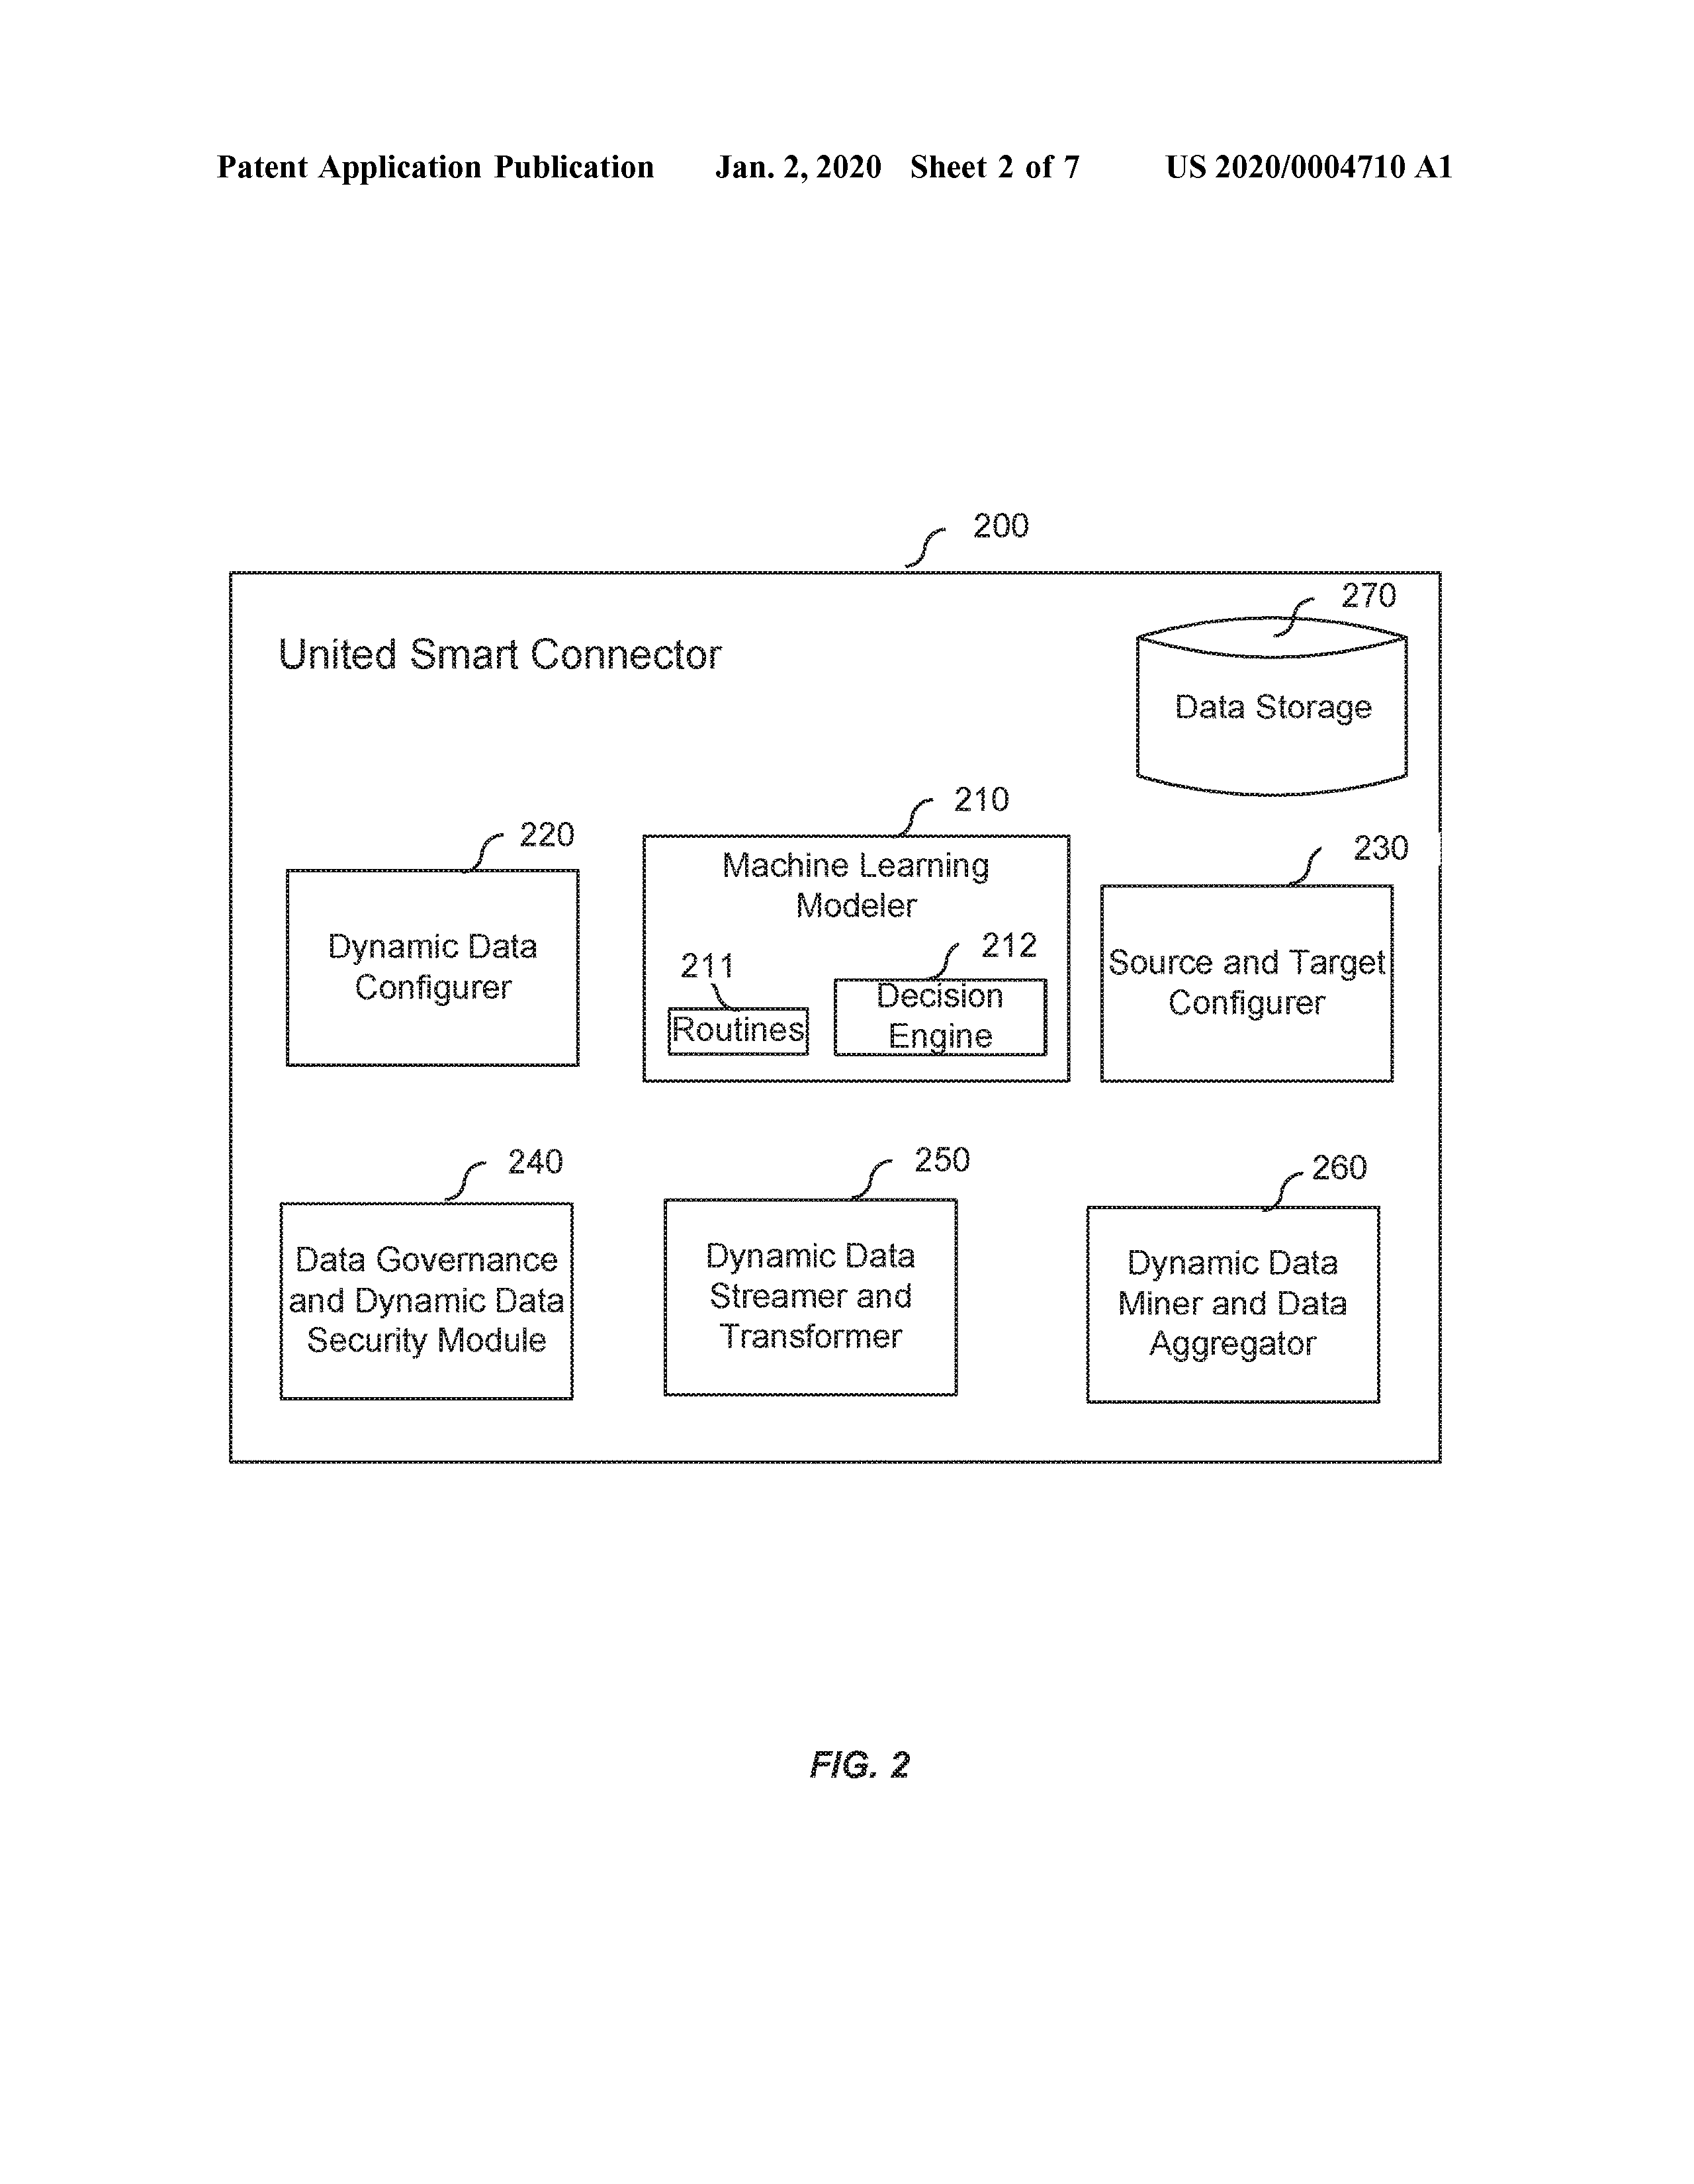 Patent Application Publication Jan. 2, 2020 Sheet 2 of 7 US 2020/0004710 A1
200
270
United Smart Connector
Data Storage
210
220
230
Machine Learning
Modeler
Dynamic Data
Configurer
211
212
Routines
Decision
Engine
Source and Target
Configurer
240
250
260
Data Governance
and Dynamic Data
Security Module
Dynamic Data
Streamer and
Transformer
Dynamic Data
Miner and Data
Aggregator
FIG. 2